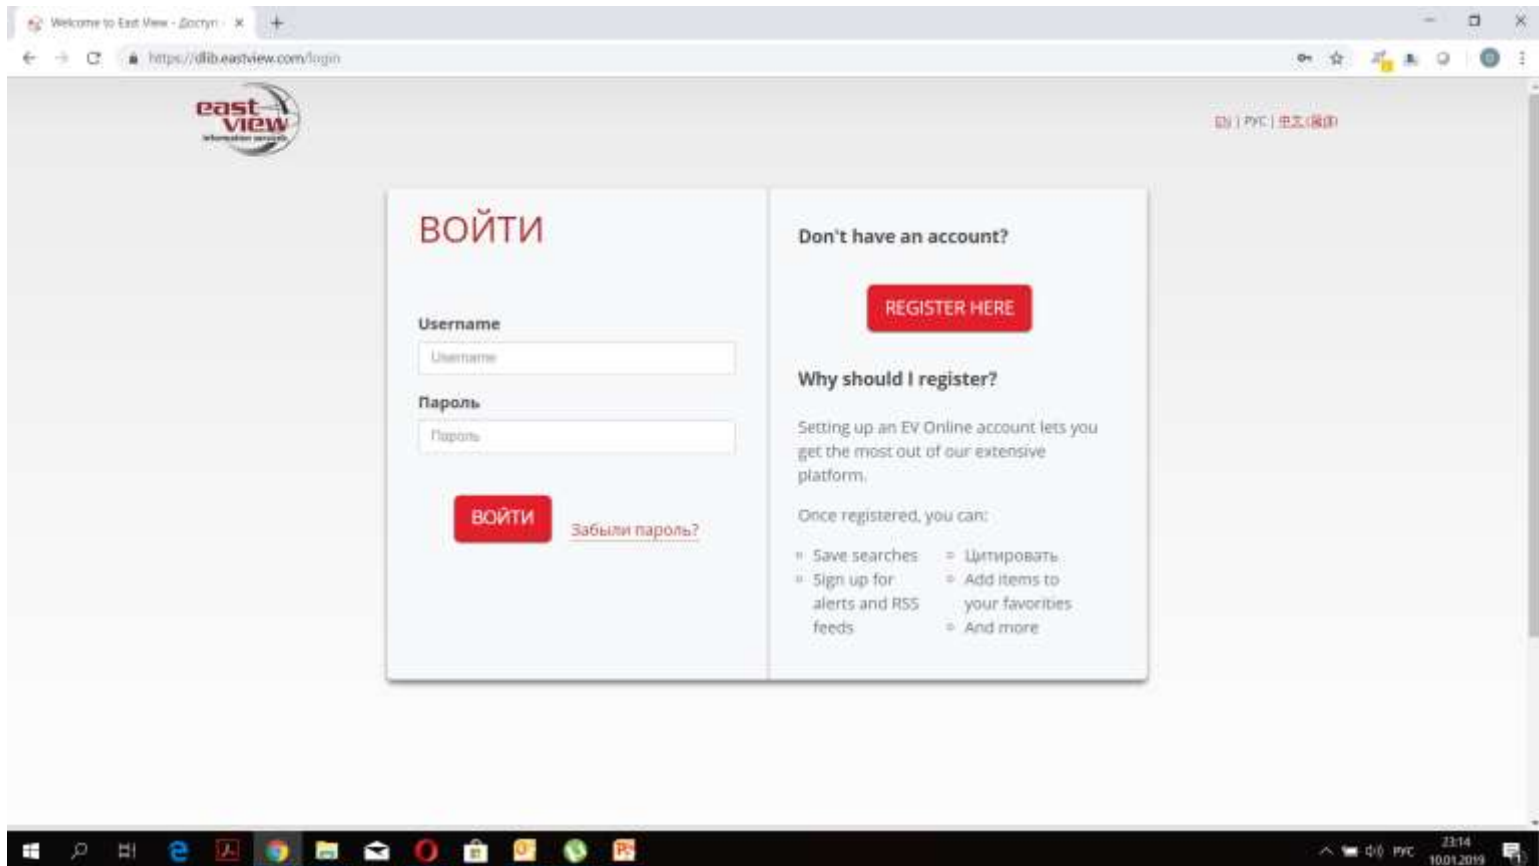 Welcome to East View - Доступ -
https://dlib.eastview.com/login
east
view
information services
EN | РУС | 中文(繁体)
ВОЙТИ
Username
Username
Пароль
Пароль
ВОЙТИ
Забыли пароль?
Don't have an account?
REGISTER HERE
Why should I register?
Setting up an EV Online account lets you
get the most out of our extensive
platform.
Once registered, you can:
Save searches
Sign up for
alerts and RSS
feeds
Цитировать
Add items to
your favorities
And more
РУС
23:14
10.01.2019